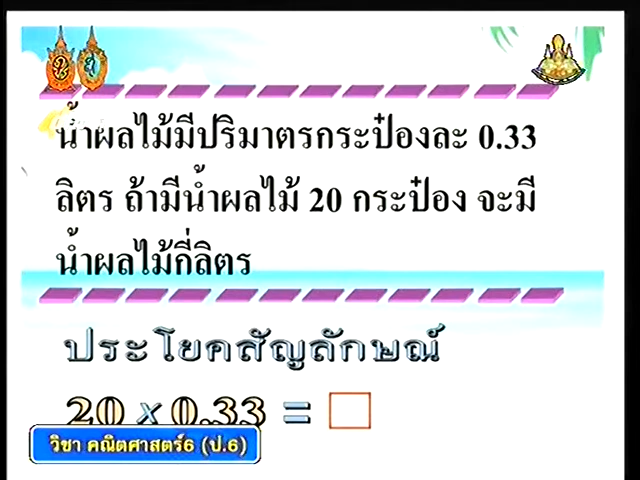 น้ำผลไม้มีปริมาตรกระป๋องละ 0.33
ลิตร ถ้ามีน้ำผลไม้ 20 กระป๋อง จะมี
น้ำผลไม้กี่ลิตร
ประโยคสัญลักษณ์
20 x 0.33 =
วิชา คณิตศาสตร์6 (ป.6)